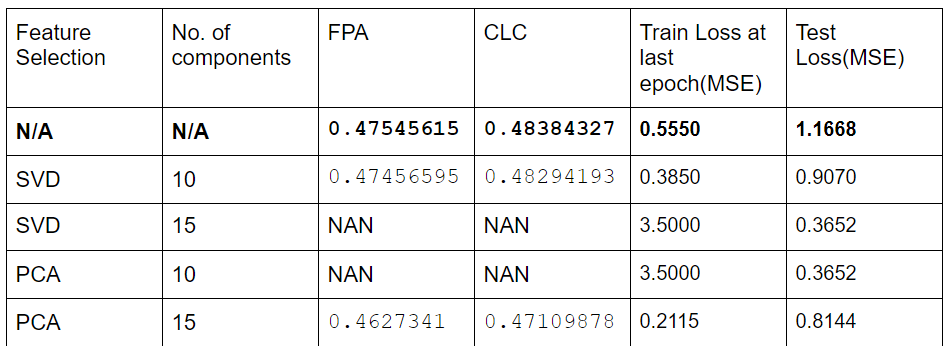 Feature Selection | No. of components | FPA | CLC | Train Loss at last epoch(MSE) | Test Loss(MSE)
N/A | N/A | 0.47545615 | 0.48384327 | 0.5550 | 1.1668
SVD | 10 | 0.47456595 | 0.48294193 | 0.3850 | 0.9070
SVD | 15 | NAN | NAN | 3.5000 | 0.3652
PCA | 10 | NAN | NAN | 3.5000 | 0.3652
PCA | 15 | 0.4627341 | 0.47109878 | 0.2115 | 0.8144